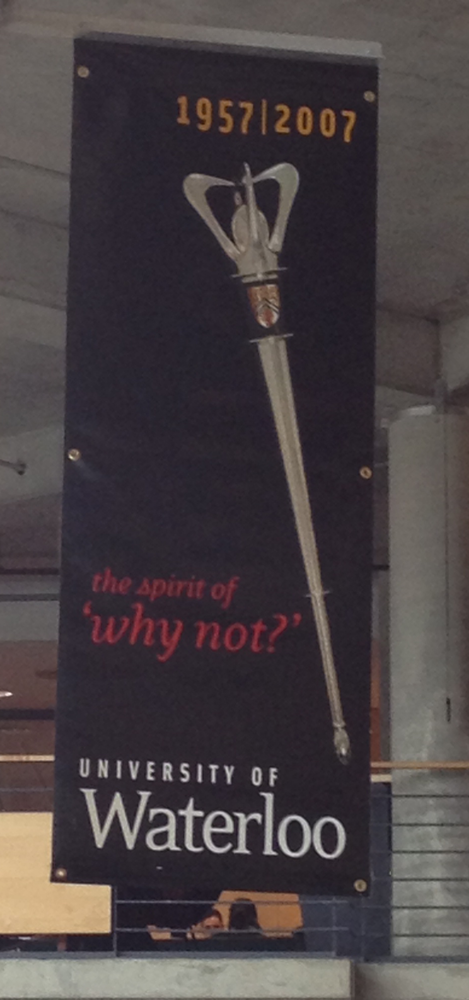 1957|2007
the spirit of
‘why not?’
UNIVERSITY OF
Waterloo